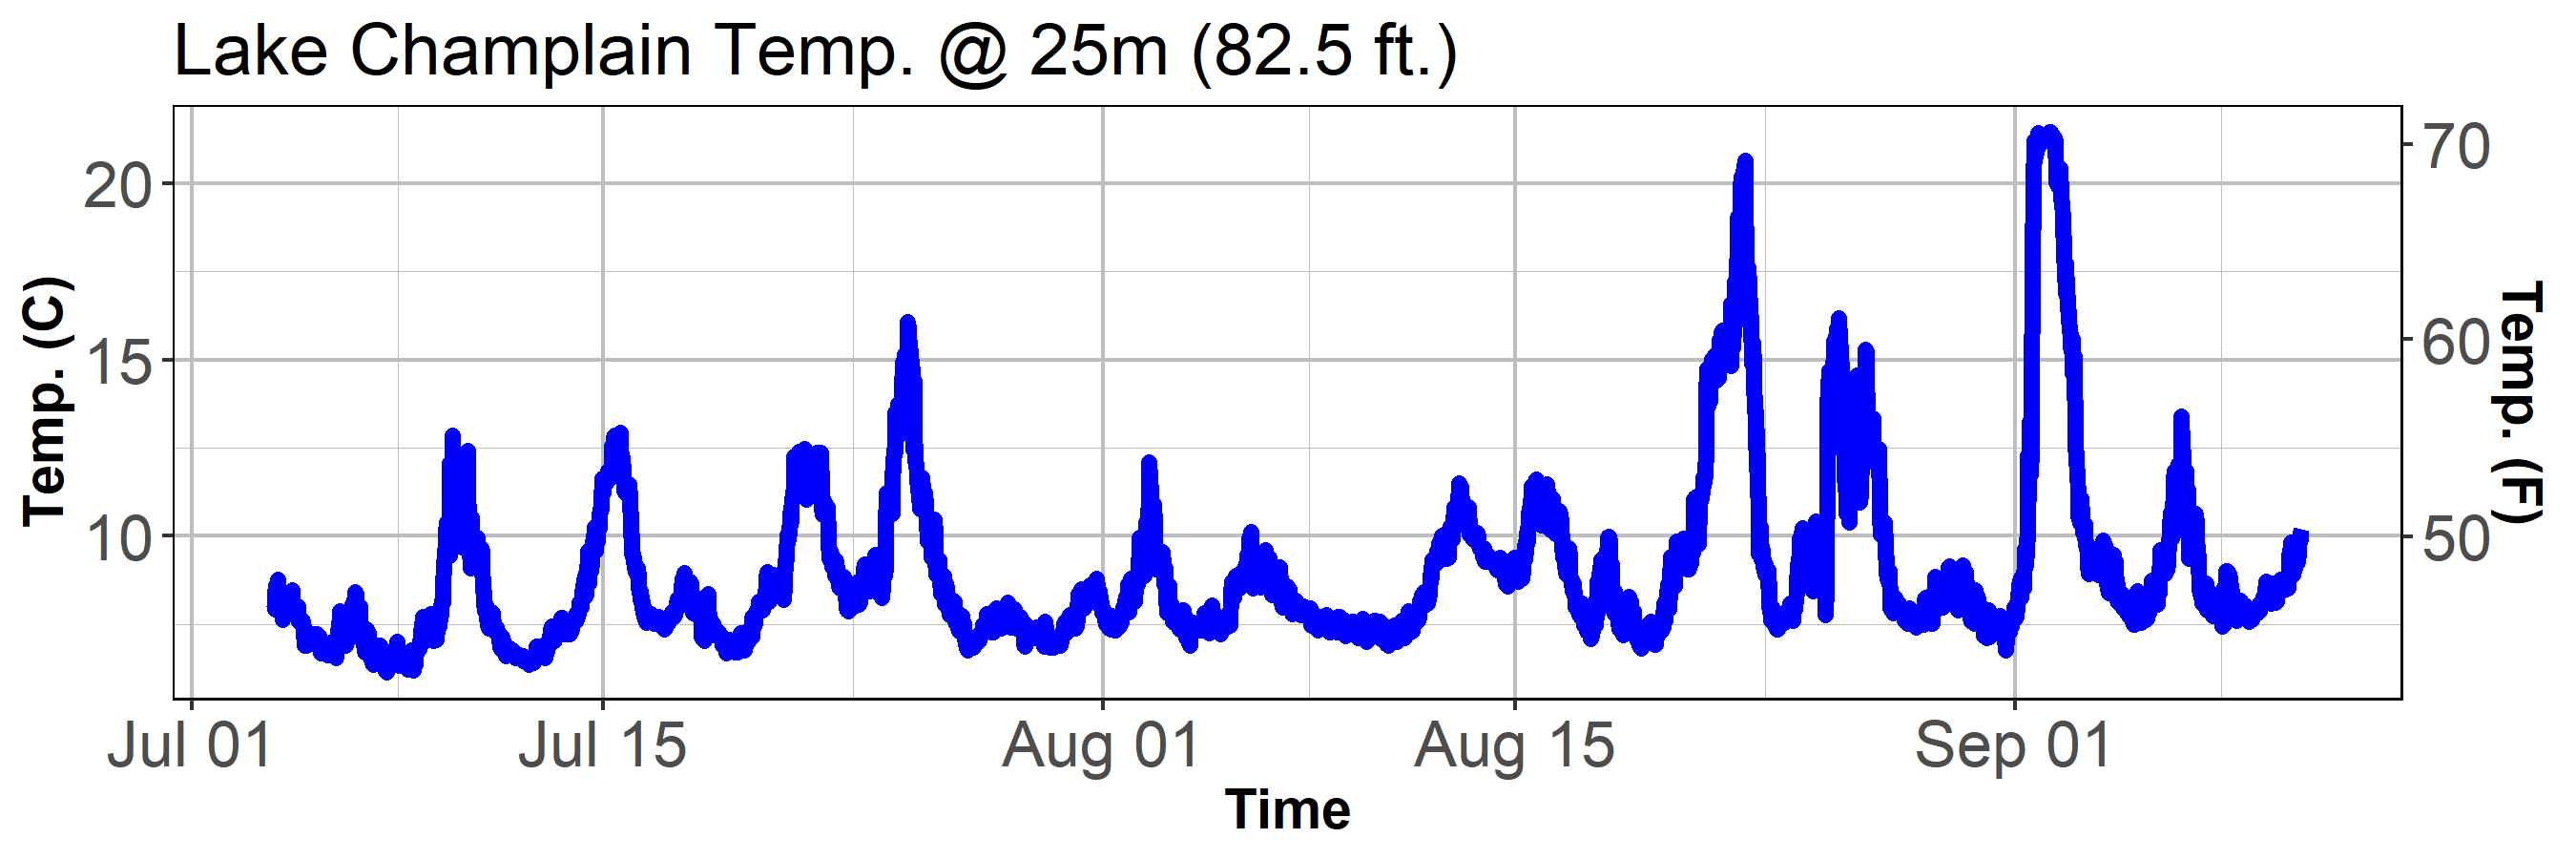 Lake Champlain Temp. @ 25m (82.5 ft.)
Temp. (C)
20
15
10
70
60
50
Temp. (F)
Jul 01
Jul 15
Aug 01
Aug 15
Sep 01
Time